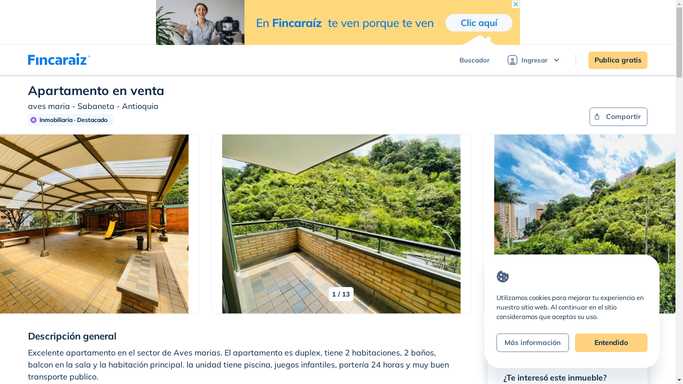 En Fincaraíz te ven porque te ven
Clic aquí
Fincaraíz
Buscador
Ingresar
Publica gratis
Apartamento en venta
aves maria - Sabaneta - Antioquia
Inmobiliaria · Destacado
Compartir
1 / 13
Utilizamos cookies para mejorar tu experiencia en
nuestro sitio web. Al continuar en el sitio
consideramos que aceptas su uso.
Más información
Entendido
Descripción general
Excelente apartamento en el sector de Aves marias. El apartamento es duplex, tiene 2 habitaciones, 2 baños,
balcon en la sala y la habitación principal. la unidad tiene piscina, juegos infantiles, portería 24 horas y muy buen
transporte publico.
¿Te interesó este inmueble?